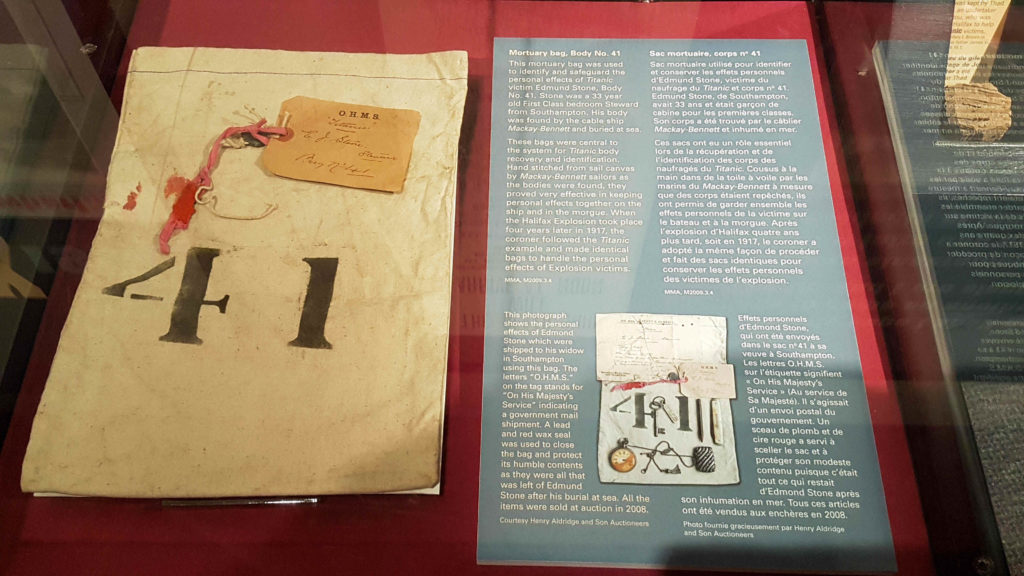 O.H.M.S.
Titanic
E. J. Stone
Steward
Bag No 41
41
Mortuary bag, Body No. 41
This mortuary bag was used
to identify and safeguard the
personal effects of Titanic
victim Edmund Stone, Body
No. 41. Stone was a 33 year
old First Class bedroom Steward
from Southampton. His body
was found by the cable ship
Mackay-Bennett and buried at sea.
These bags were central to
the system for Titanic body
recovery and identification.
Hand stitched from sail canvas
by Mackay-Bennett sailors as
the bodies were found, they
proved very effective in keeping
personal effects together on the
ship and in the morgue. When
the Halifax Explosion took place
four years later in 1917, the
coroner followed the Titanic
example and made identical
bags to handle the personal
effects of Explosion victims.
MMA, M2009.3.4
Sac mortuaire, corps nº 41
Sac mortuaire utilisé pour identifier
et conserver les effets personnels
d'Edmund Stone, victime du
naufrage du Titanic et corps nº 41.
Edmund Stone, de Southampton,
avait 33 ans et était garçon de
cabine pour les premières classes.
Son corps a été trouvé par le câblier
Mackay-Bennett et inhumé en mer.
Ces sacs ont eu un rôle essentiel
lors de la récupération et de
l'identification des corps des
naufragés du Titanic. Cousus à la
main dans de la toile à voile par les
marins du Mackay-Bennett à mesure
que des corps étaient repêchés, ils
ont permis de garder ensemble les
effets personnels de la victime sur
le bateau et à la morgue. Après
l'explosion d'Halifax quatre ans
plus tard, soit en 1917, le coroner a
adopté la même façon de procéder
et fait des sacs identiques pour
conserver les effets personnels
des victimes de l'explosion.
MMA, M2009.3.4
This photograph
shows the personal
effects of Edmond
Stone which were
shipped to his widow
in Southampton
using this bag. The
letters "O.H.M.S."
on the tag stands for
"On His Majesty's
Service" indicating
a government mail
shipment. A lead
and red wax seal
was used to close
the bag and protect
its humble contents
as they were all that
was left of Edmund
Stone after his burial at sea. All the
items were sold at auction in 2008.
Courtesy Henry Aldridge and Son Auctioneers
41
Effets personnels
d'Edmond Stone,
qui ont été envoyés
dans le sac nº 41 à sa
veuve à Southampton.
Les lettres O.H.M.S.
sur l'étiquette signifient
« On His Majesty's
Service » (Au service de
Sa Majesté). Il s'agissait
d'un envoi postal du
gouvernement. Un
sceau de plomb et de
cire rouge a servi à
sceller le sac et à
protéger son modeste
contenu puisque c'était
tout ce qui restait
d'Edmond Stone après
son inhumation en mer. Tous ces articles
ont été vendus aux enchères en 2008.
Photo fournie gracieusement par Henry Aldridge
and Son Auctioneers